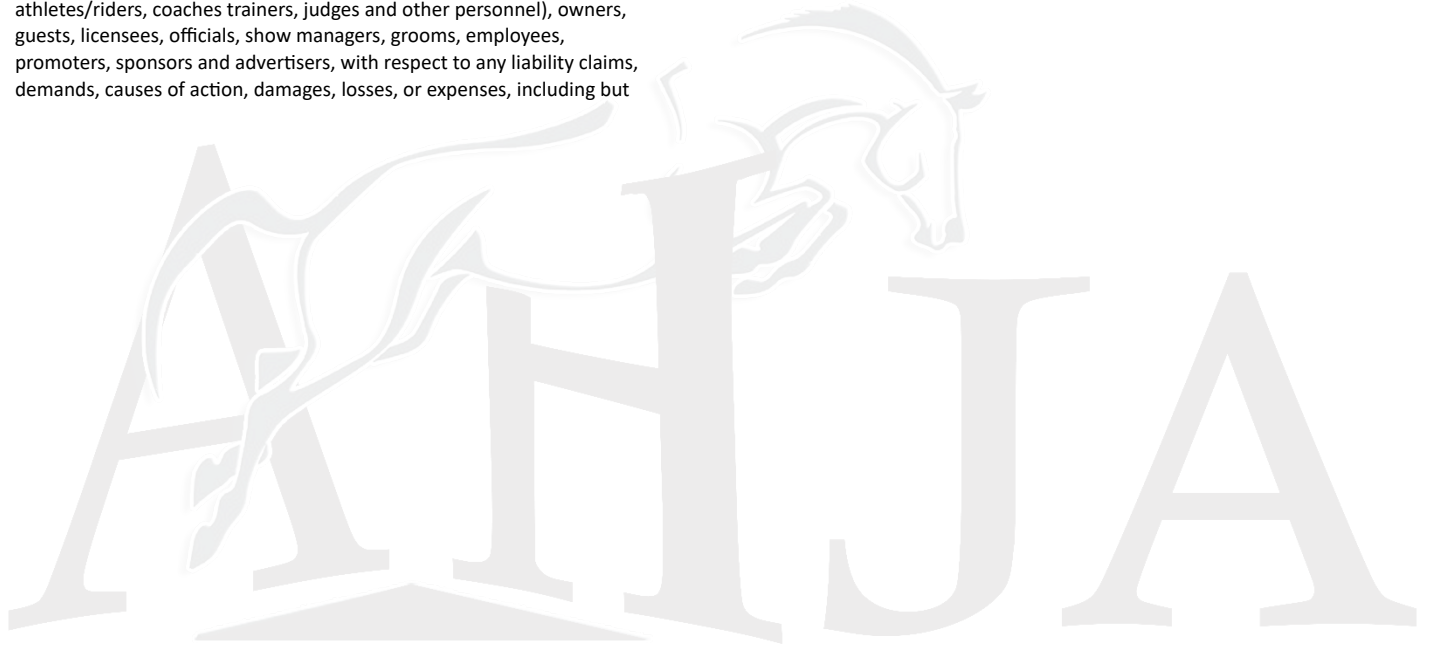 athletes/riders, coaches trainers, judges and other personnel), owners,
guests, licensees, officials, show managers, grooms, employees,
promoters, sponsors and advertisers, with respect to any liability claims,
demands, causes of action, damages, losses, or expenses, including but
AHJA